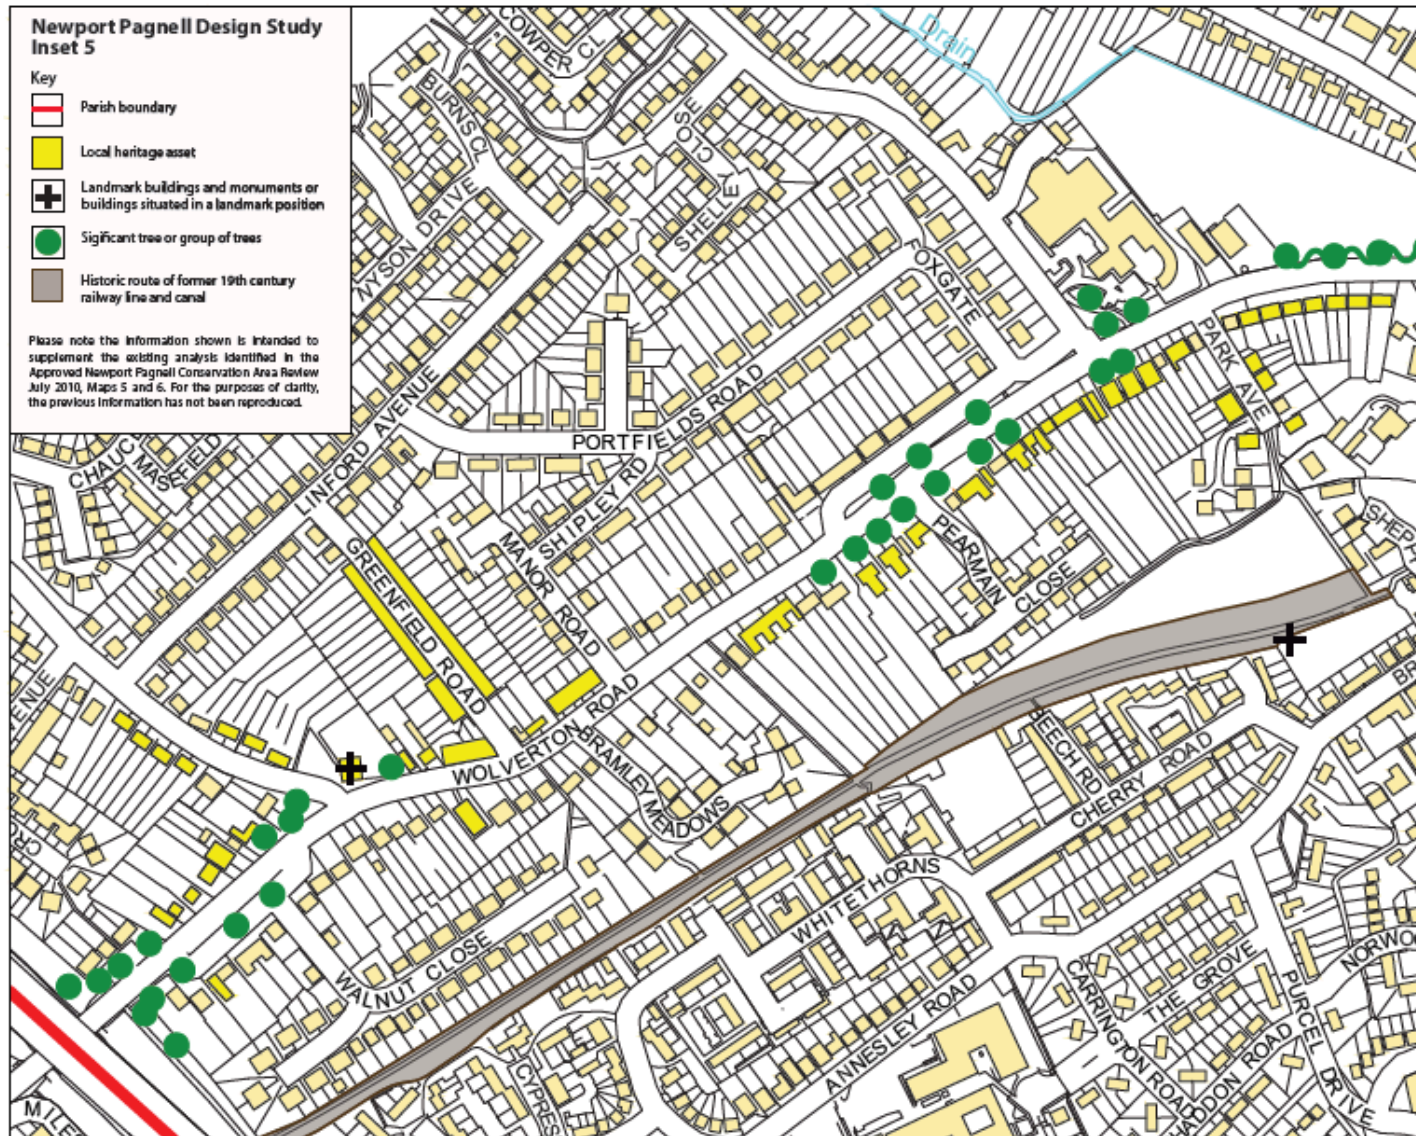 Newport Pagnell Design Study
Inset 5
Key
Parish boundary
Local heritage asset
Landmark buildings and monuments or
buildings situated in a landmark position
Sigificant tree or group of trees
Historic route of former 19th century
railway line and canal
Please note the information shown is intended to
supplement the existing analysis identified in the
Approved Newport Pagnell Conservation Area Review
July 2010, Maps 5 and 6. For the purposes of clarity,
the previous information has not been reproduced.
COWPER CL
Drain
BURNS CL
SHELLEY CLOSE
NYSON DRIVE
FOXGATE
PARK AVE
LINFORD AVENUE
PORTFIELDS ROAD
CHAUC
MASEFIELD
SHIPLEY RD
MANOR ROAD
GREENFIELD ROAD
PEARMAIN CLOSE
SHEPH
ENUE
WOLVERTON ROAD
BRAMLEY MEADOWS
BEECH RD
CHERRY ROAD
BR
CRO
WHITETHORNS
WALNUT CLOSE
ANNESLEY ROAD
CARRINGTON ROAD
THE GROVE
NORWO
PURCEL DRIVE
HADDON ROAD
CYPRES
MILES